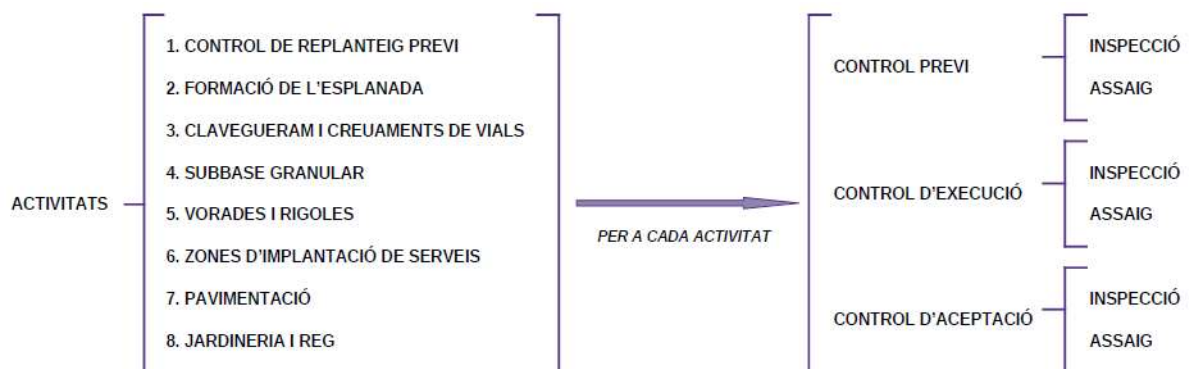 ACTIVITATS
1. CONTROL DE REPLANTEIG PREVI
2. FORMACIÓ DE L'ESPLANADA
3. CLAVEGUERAM I CREUAMENTS DE VIALS
4. SUBBASE GRANULAR
5. VORADES I RIGOLES
6. ZONES D'IMPLANTACIÓ DE SERVEIS
7. PAVIMENTACIÓ
8. JARDINERIA I REG
PER A CADA ACTIVITAT
CONTROL PREVI
INSPECCIÓ
ASSAIG
CONTROL D'EXECUCIÓ
INSPECCIÓ
ASSAIG
CONTROL D'ACEPTACIÓ
INSPECCIÓ
ASSAIG